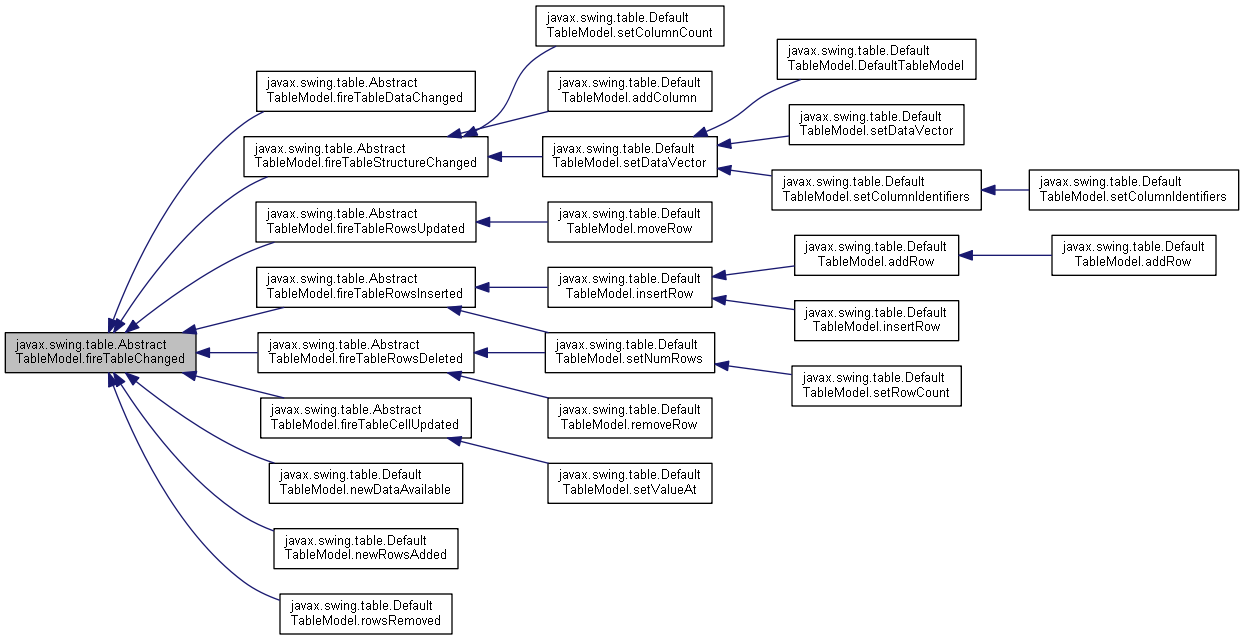 javax.swing.table.Default
TableModel.setColumnCount
javax.swing.table.Default
TableModel.DefaultTableModel
javax.swing.table.Abstract
TableModel.fireTableDataChanged
javax.swing.table.Default
TableModel.addColumn
javax.swing.table.Default
TableModel.setDataVector
javax.swing.table.Abstract
TableModel.fireTableStructureChanged
javax.swing.table.Default
TableModel.setDataVector
javax.swing.table.Default
TableModel.setColumnIdentifiers
javax.swing.table.Default
TableModel.setColumnIdentifiers
javax.swing.table.Abstract
TableModel.fireTableRowsUpdated
javax.swing.table.Default
TableModel.moveRow
javax.swing.table.Default
TableModel.addRow
javax.swing.table.Default
TableModel.addRow
javax.swing.table.Abstract
TableModel.fireTableRowsInserted
javax.swing.table.Default
TableModel.insertRow
javax.swing.table.Default
TableModel.insertRow
javax.swing.table.Abstract
TableModel.fireTableChanged
javax.swing.table.Abstract
TableModel.fireTableRowsDeleted
javax.swing.table.Default
TableModel.setNumRows
javax.swing.table.Default
TableModel.setRowCount
javax.swing.table.Abstract
TableModel.fireTableCellUpdated
javax.swing.table.Default
TableModel.removeRow
javax.swing.table.Default
TableModel.newDataAvailable
javax.swing.table.Default
TableModel.setValueAt
javax.swing.table.Default
TableModel.newRowsAdded
javax.swing.table.Default
TableModel.rowsRemoved